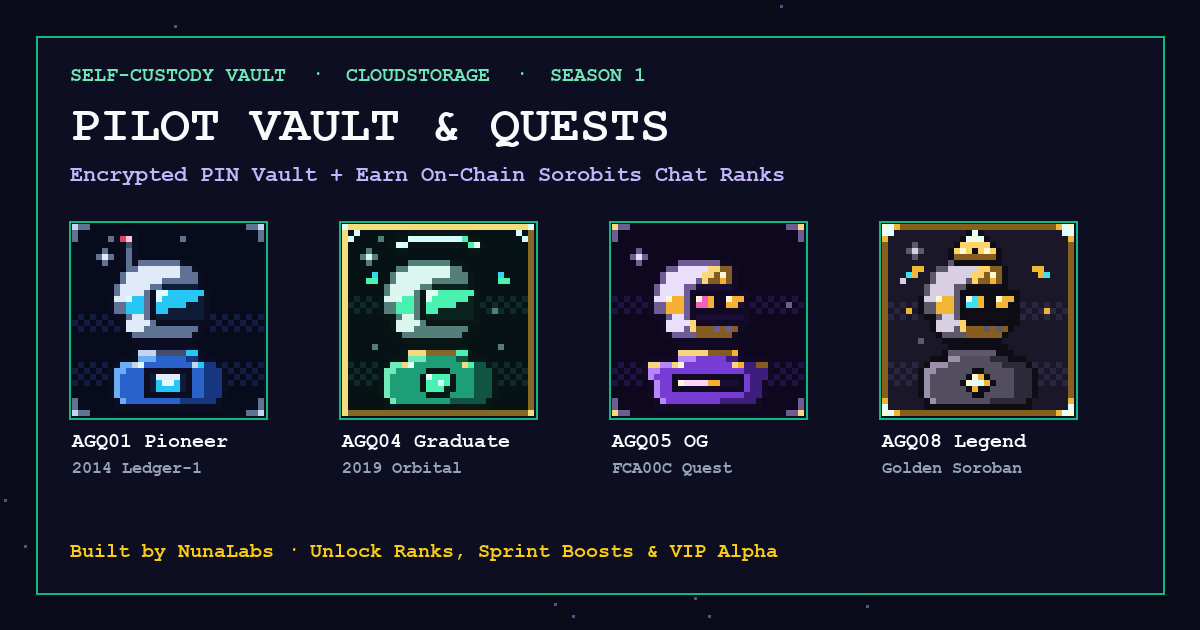 SELF-CUSTODY VAULT · CLOUDSTORAGE · SEASON 1
PILOT VAULT & QUESTS
Encrypted PIN Vault + Earn On-Chain Sorobits Chat Ranks
AGQ01 Pioneer
2014 Ledger-1
AGQ04 Graduate
2019 Orbital
AGQ05 OG
FCA00C Quest
AGQ08 Legend
Golden Soroban
Built by NunaLabs · Unlock Ranks, Sprint Boosts & VIP Alpha